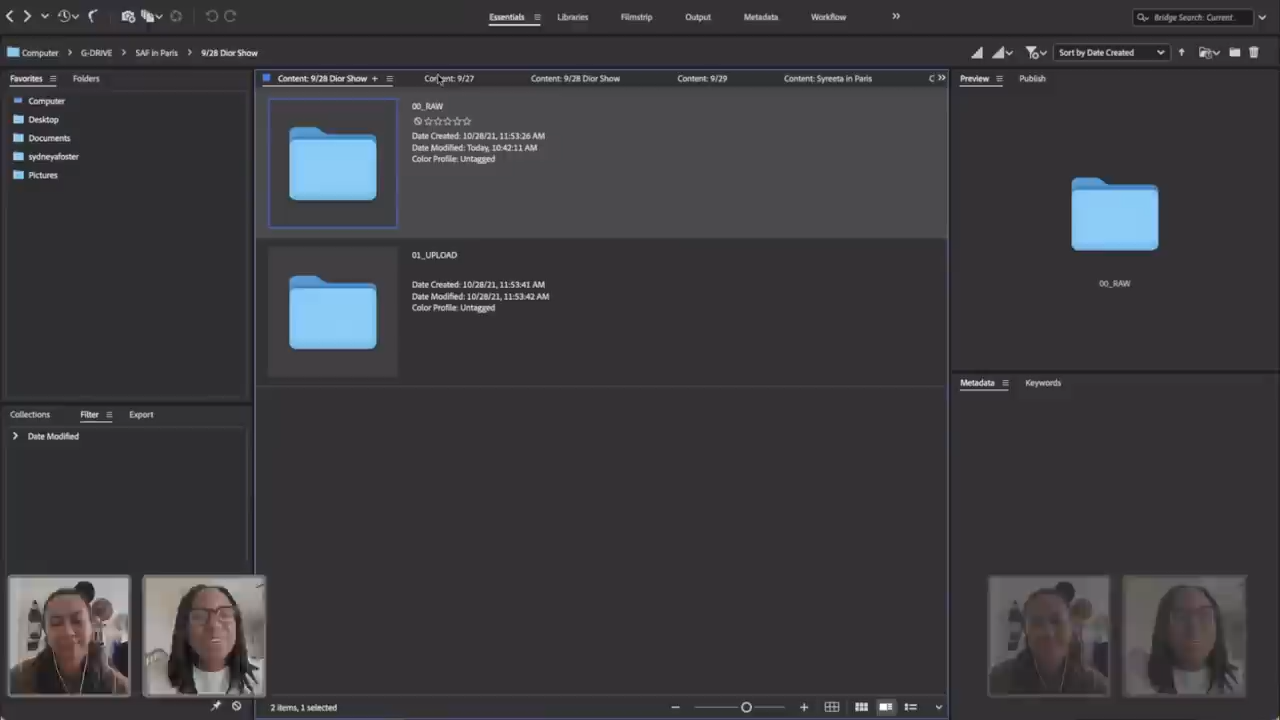 Essentials
Libraries
Filmstrip
Output
Metadata
Workflow
Bridge Search: Current...
Computer
G-DRIVE
SAF in Paris
9/28 Dior Show
Sort by Date Created
Favorites
Folders
Content: 9/28 Dior Show
Content: 9/27
Content: 9/28 Dior Show
Content: 9/29
Content: Syreeta in Paris
C
Preview
Publish
Computer
Desktop
Documents
sydneyafoster
Pictures
00_RAW
Date Created: 10/28/21, 11:53:26 AM
Date Modified: Today, 10:42:11 AM
Color Profile: Untagged
01_UPLOAD
Date Created: 10/28/21, 11:53:41 AM
Date Modified: 10/28/21, 11:53:42 AM
Color Profile: Untagged
00_RAW
Metadata
Keywords
Collections
Filter
Export
Date Modified
2 items, 1 selected